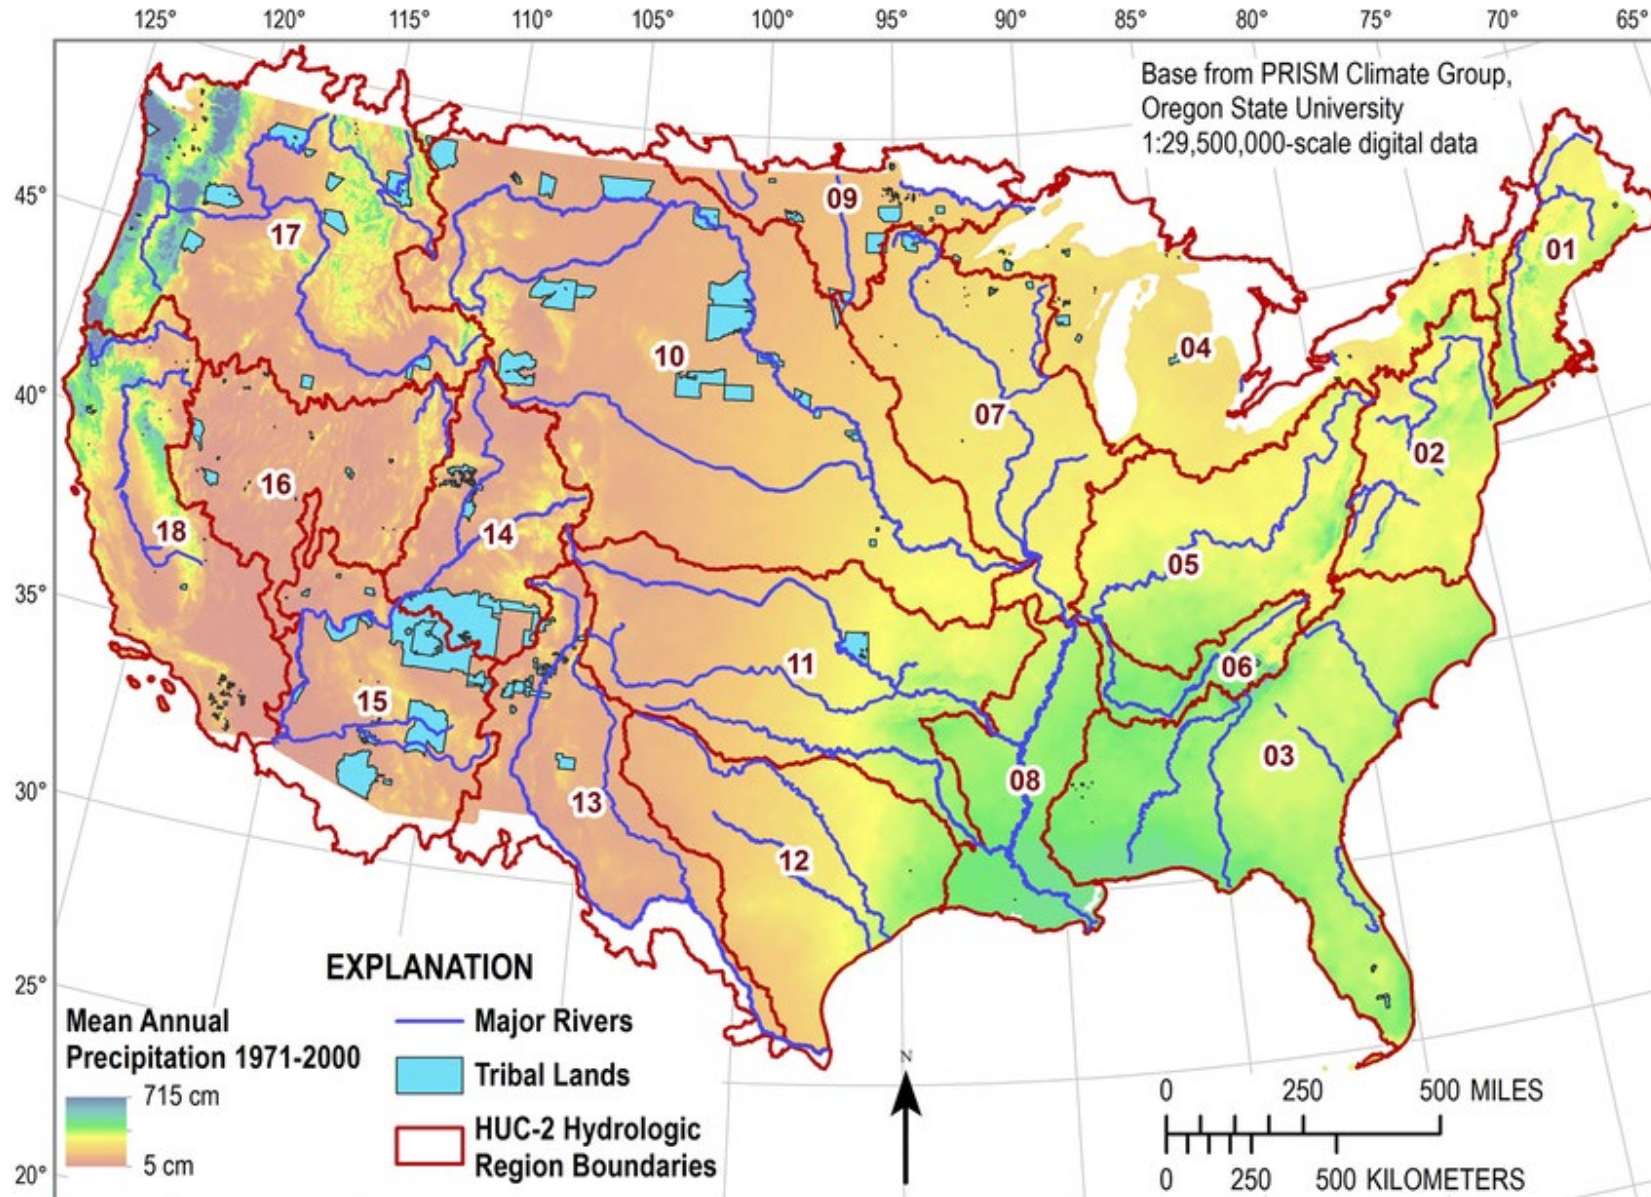 125° 120° 115° 110° 105° 100° 95° 90° 85° 80° 75° 70° 65°
Base from PRISM Climate Group,
Oregon State University
1:29,500,000-scale digital data
45°
40°
35°
30°
25°
20°
09
01
17
10
04
07
02
16
18
14
05
11
06
15
03
08
13
12
EXPLANATION
Mean Annual
Precipitation 1971-2000
715 cm
5 cm
Major Rivers
Tribal Lands
HUC-2 Hydrologic
Region Boundaries
N
0 250 500 MILES
0 250 500 KILOMETERS